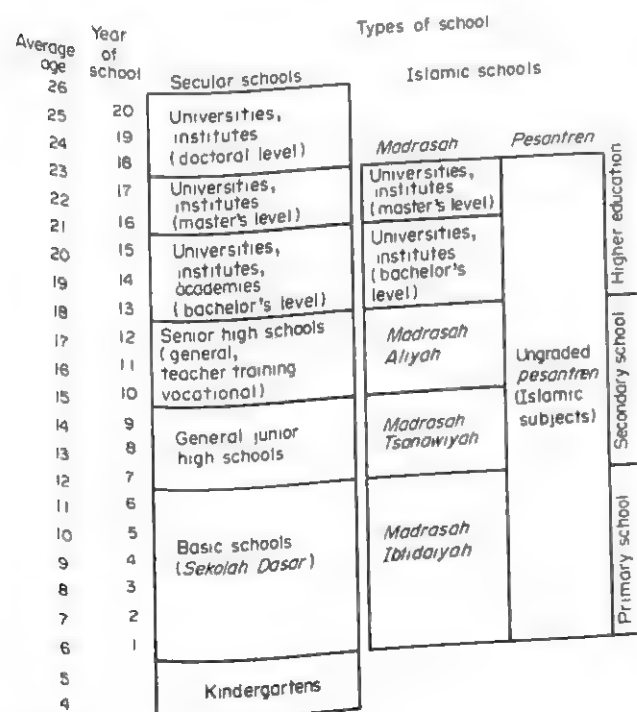 Types of school
Average age
Year of school
Secular schools
Islamic schools
Madrasah
Pesantren
26
25
20
24
19
23
18
22
17
21
16
20
15
19
14
18
13
17
12
16
11
15
10
14
9
13
8
12
7
11
6
10
5
9
4
8
3
7
2
6
1
5
4
Universities,
institutes
(doctoral level)
Universities,
institutes
(master's level)
Universities,
institutes,
academies
(bachelor's level)
Senior high schools
(general,
teacher training
vocational)
General junior
high schools
Basic schools
(Sekolah Dasar)
Kindergartens
Universities,
institutes
(master's level)
Universities,
institutes
(bachelor's
level)
Madrasah
Aliyah
Madrasah
Tsanawiyah
Madrasah
Ibtidaiyah
Ungraded
pesantren
(Islamic
subjects)
Higher education
Secondary school
Primary school